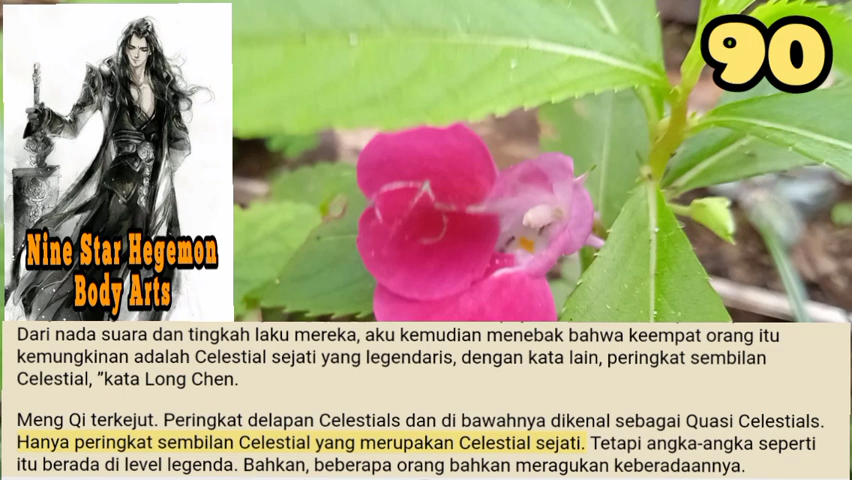 90
Nine Star Hegemon
Body Arts
Dari nada suara dan tingkah laku mereka, aku kemudian menebak bahwa keempat orang itu
kemungkinan adalah Celestial sejati yang legendaris, dengan kata lain, peringkat sembilan
Celestial, ”kata Long Chen.
Meng Qi terkejut. Peringkat delapan Celestials dan di bawahnya dikenal sebagai Quasi Celestials.
Hanya peringkat sembilan Celestial yang merupakan Celestial sejati. Tetapi angka-angka seperti
itu berada di level legenda. Bahkan, beberapa orang bahkan meragukan keberadaannya.